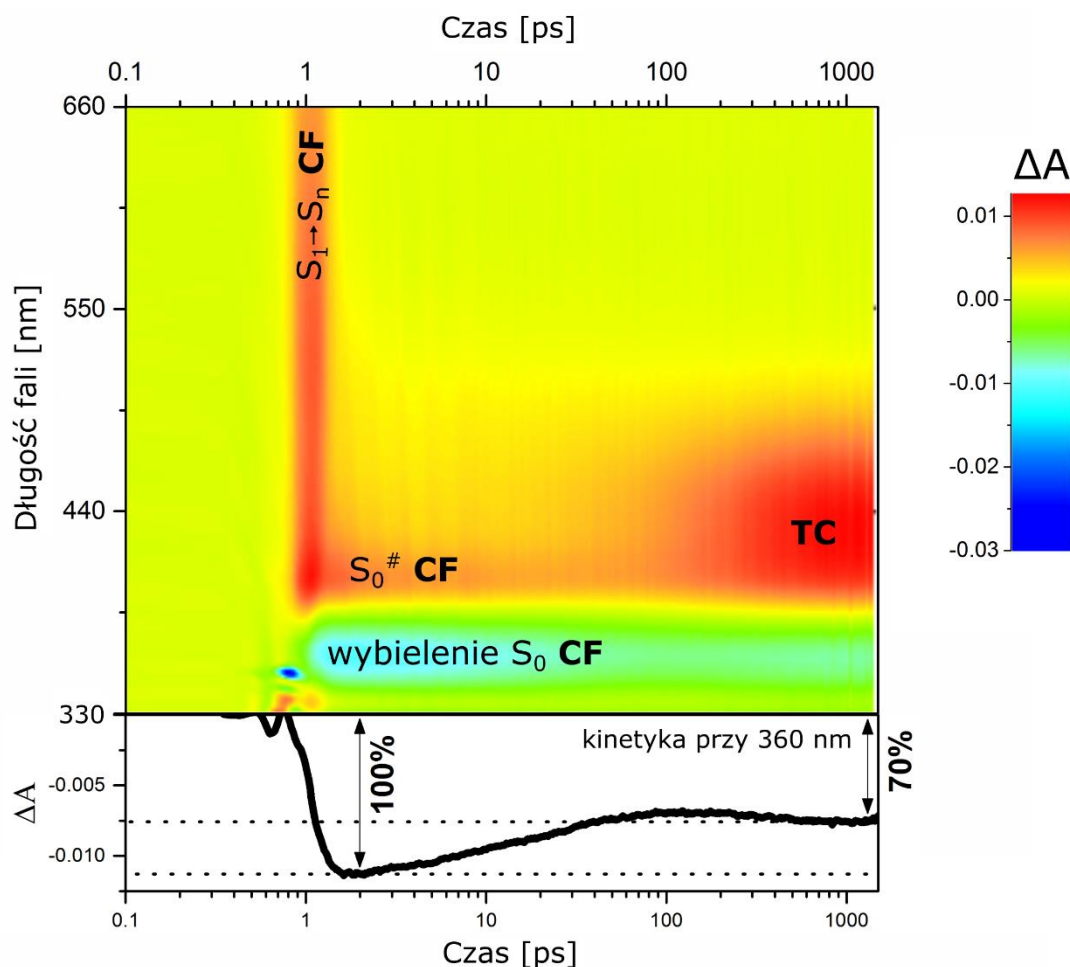 Czas [ps]
0.1 1 10 100 1000
660
550
440
330
Długość fali [nm]
S₁→Sₙ CF
S₀# CF
TC
wybielenie S₀ CF
ΔA
0.01
0.00
-0.01
-0.02
-0.03
kinetyka przy 360 nm
100%
70%
ΔA
-0.005
-0.010
0.1 1 10 100 1000
Czas [ps]